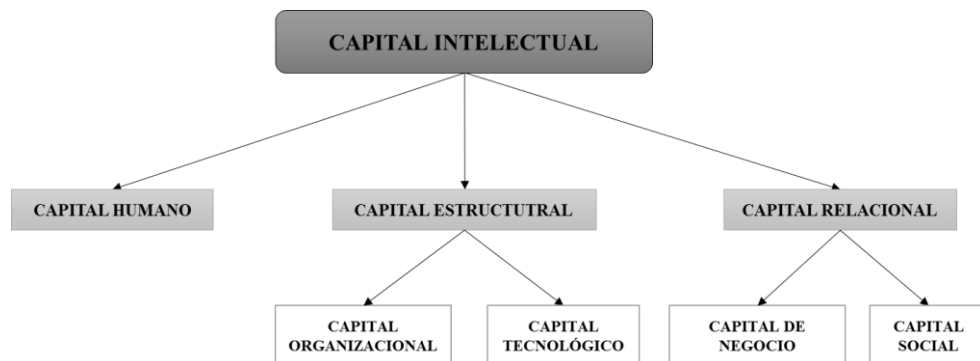 CAPITAL INTELECTUAL
CAPITAL HUMANO
CAPITAL ESTRUCTUTRAL
CAPITAL RELACIONAL
CAPITAL
ORGANIZACIONAL
CAPITAL
TECNOLÓGICO
CAPITAL DE
NEGOCIO
CAPITAL
SOCIAL